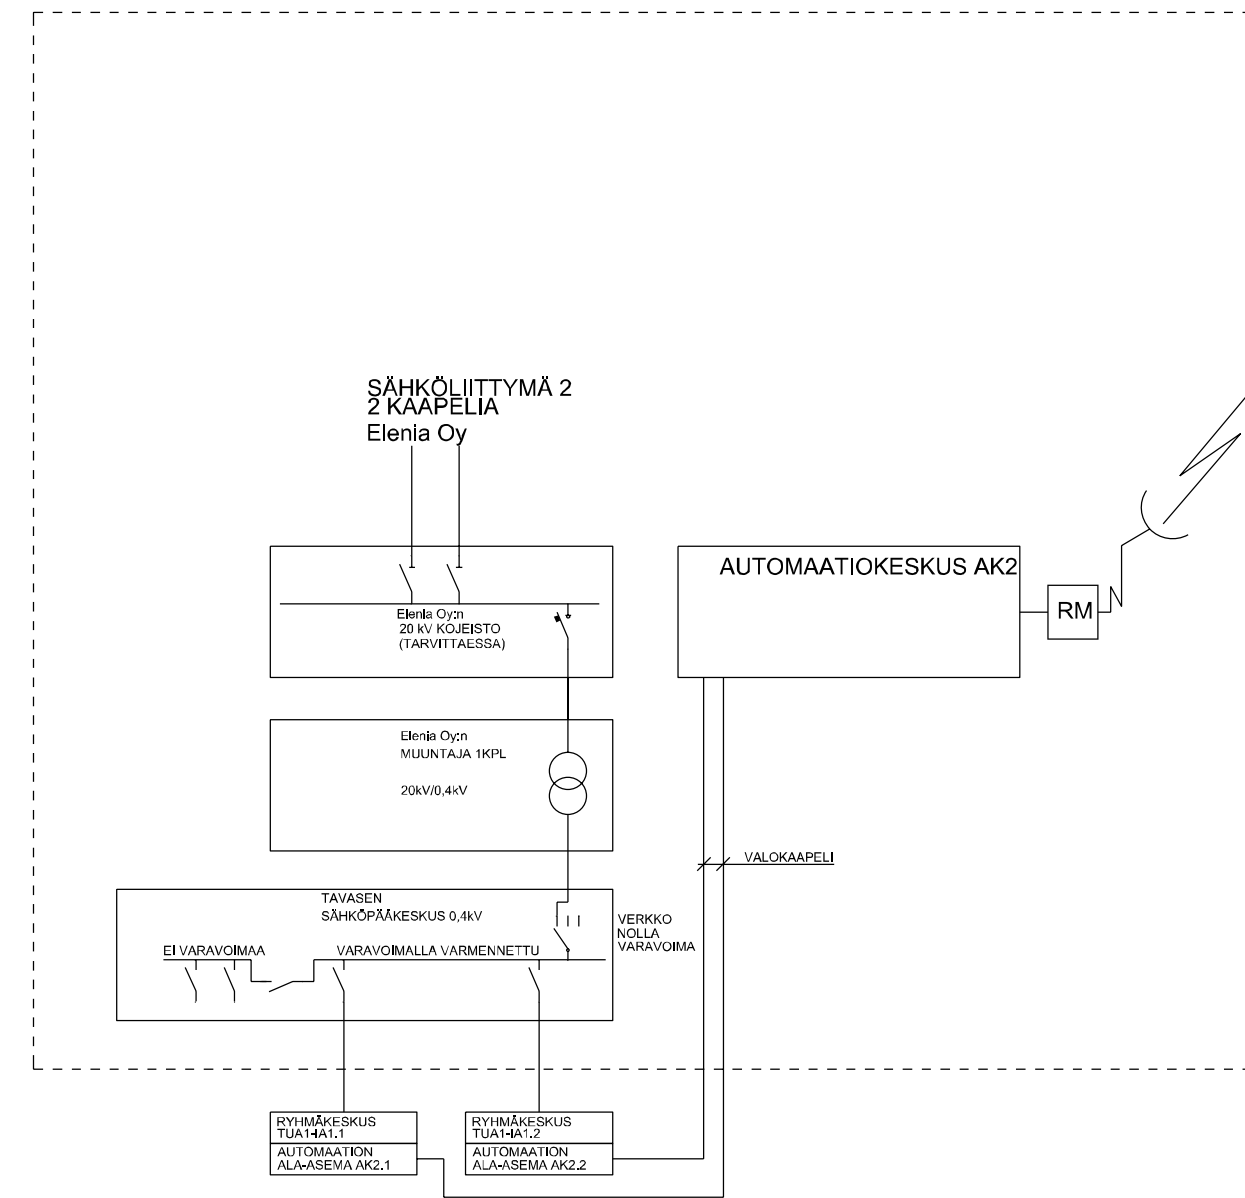 SÄHKÖLIITTYMÄ 2
2 KAAPELIA
Elenia Oy
AUTOMAATIOKESKUS AK2
RM
Elenia Oy:n
20 kV KOJEISTO
(TARVITTAESSA)
Elenia Oy:n
MUUNTAJA 1KPL
20kV/0,4kV
VALOKAAPELI
TAVASEN
SÄHKÖPÄÄKESKUS 0,4kV
VERKKO
NOLLA
VARAVOIMA
EI VARAVOIMAA
VARAVOIMALLA VARMENNETTU
RYHMÄKESKUS
TUA1-IA1.1
AUTOMAATION
ALA-ASEMA AK2.1
RYHMÄKESKUS
TUA1-IA1.2
AUTOMAATION
ALA-ASEMA AK2.2